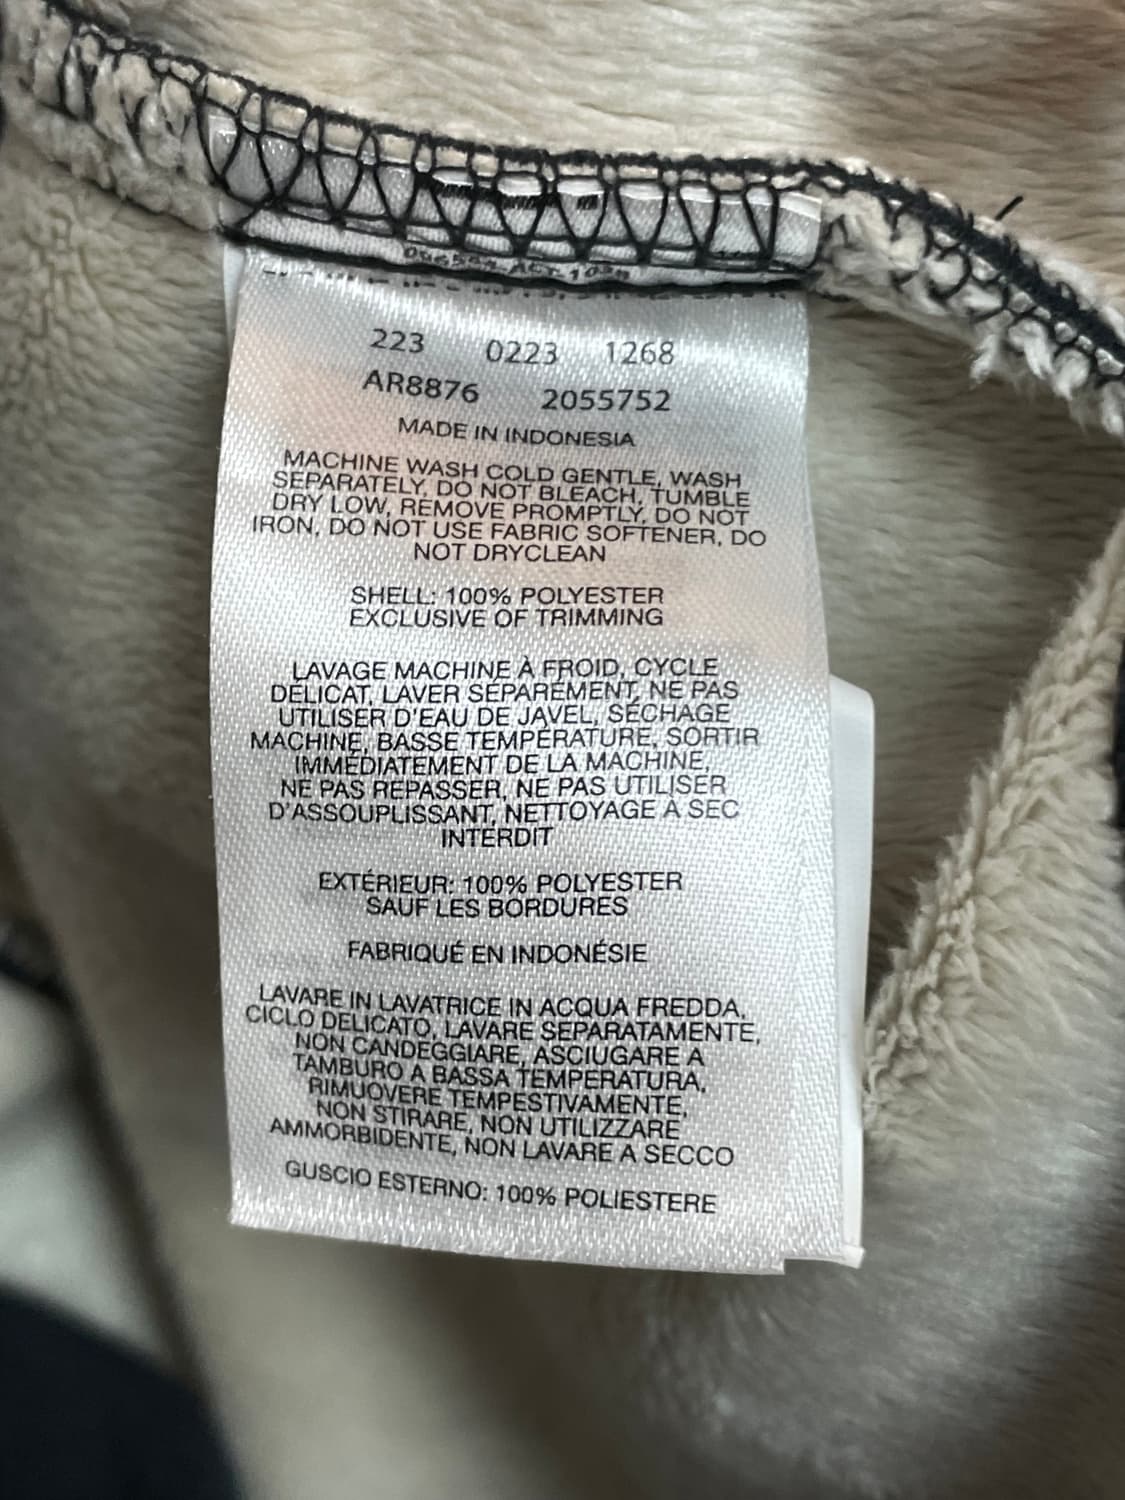 223 0223 1268
AR8876 2055752
MADE IN INDONESIA
MACHINE WASH COLD GENTLE, WASH
SEPARATELY, DO NOT BLEACH, TUMBLE
DRY LOW, REMOVE PROMPTLY, DO NOT
IRON, DO NOT USE FABRIC SOFTENER, DO
NOT DRYCLEAN
SHELL: 100% POLYESTER
EXCLUSIVE OF TRIMMING
LAVAGE MACHINE À FROID, CYCLE
DÉLICAT, LAVER SÉPARÉMENT, NE PAS
UTILISER D'EAU DE JAVEL, SÉCHAGE
MACHINE, BASSE TEMPÉRATURE, SORTIR
IMMÉDIATEMENT DE LA MACHINE,
NE PAS REPASSER, NE PAS UTILISER
D'ASSOUPLISSANT, NETTOYAGE À SEC
INTERDIT
EXTÉRIEUR: 100% POLYESTER
SAUF LES BORDURES
FABRIQUÉ EN INDONÉSIE
LAVARE IN LAVATRICE IN ACQUA FREDDA,
CICLO DELICATO, LAVARE SEPARATAMENTE,
NON CANDEGGIARE, ASCIUGARE A
TAMBURO A BASSA TEMPERATURA,
RIMUOVERE TEMPESTIVAMENTE,
NON STIRARE, NON UTILIZZARE
AMMORBIDENTE, NON LAVARE A SECCO
GUSCIO ESTERNO: 100% POLIESTERE